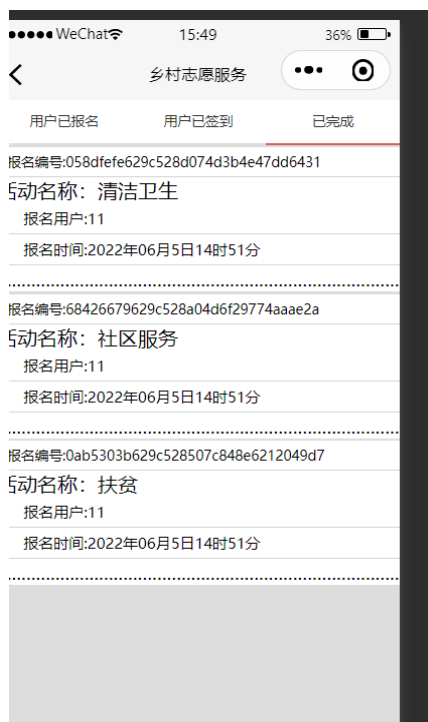 WeChat 15:49 36%
乡村志愿服务
用户已报名 用户已签到 已完成
报名编号:058dfefe629c528d074d3b4e47dd6431
活动名称：清洁卫生
报名用户:11
报名时间:2022年06月5日14时51分
报名编号:68426679629c528a04d6f29774aaae2a
活动名称：社区服务
报名用户:11
报名时间:2022年06月5日14时51分
报名编号:0ab5303b629c528507c848e6212049d7
活动名称：扶贫
报名用户:11
报名时间:2022年06月5日14时51分